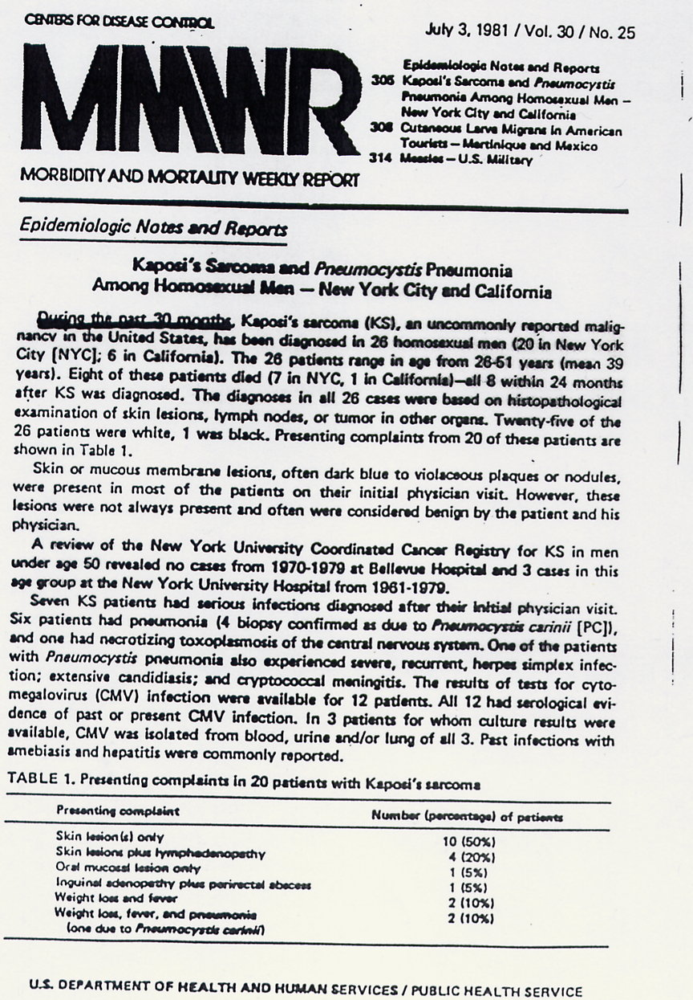 CENTERS FOR DISEASE CONTROL
July 3, 1981 / Vol. 30 / No. 25
MMWR
MORBIDITY AND MORTALITY WEEKLY REPORT
Epidemiologic Notes and Reports
305 Kaposi's Sarcoma and Pneumocystis
Pneumonia Among Homosexual Men –
New York City and California
308 Cutaneous Larva Migrans in American
Tourists – Martinique and Mexico
314 Measles – U.S. Military
Epidemiologic Notes and Reports
Kaposi's Sarcoma and Pneumocystis Pneumonia
Among Homosexual Men – New York City and California
During the past 30 months, Kaposi's sarcoma (KS), an uncommonly reported malig-
nancy in the United States, has been diagnosed in 26 homosexual men (20 in New York
City [NYC]; 6 in California). The 26 patients range in age from 26-51 years (mean 39
years). Eight of these patients died (7 in NYC, 1 in California)—all 8 within 24 months
after KS was diagnosed. The diagnoses in all 26 cases were based on histopathological
examination of skin lesions, lymph nodes, or tumor in other organs. Twenty-five of the
26 patients were white, 1 was black. Presenting complaints from 20 of these patients are
shown in Table 1.
Skin or mucous membrane lesions, often dark blue to violaceous plaques or nodules,
were present in most of the patients on their initial physician visit. However, these
lesions were not always present and often were considered benign by the patient and his
physician.
A review of the New York University Coordinated Cancer Registry for KS in men
under age 50 revealed no cases from 1970-1979 at Bellevue Hospital and 3 cases in this
age group at the New York University Hospital from 1961-1979.
Seven KS patients had serious infections diagnosed after their initial physician visit.
Six patients had pneumonia (4 biopsy confirmed as due to Pneumocystis carinii [PC]),
and one had necrotizing toxoplasmosis of the central nervous system. One of the patients
with Pneumocystis pneumonia also experienced severe, recurrent, herpes simplex infec-
tion; extensive candidiasis; and cryptococcal meningitis. The results of tests for cyto-
megalovirus (CMV) infection were available for 12 patients. All 12 had serological evi-
dence of past or present CMV infection. In 3 patients for whom culture results were
available, CMV was isolated from blood, urine and/or lung of all 3. Past infections with
amebiasis and hepatitis were commonly reported.
TABLE 1. Presenting complaints in 20 patients with Kaposi's sarcoma
Presenting complaint Number (percentage) of patients
Skin lesion(s) only 10 (50%)
Skin lesions plus lymphadenopathy 4 (20%)
Oral mucosal lesion only 1 (5%)
Inguinal adenopathy plus perirectal abscess 1 (5%)
Weight loss and fever 2 (10%)
Weight loss, fever, and pneumonia 2 (10%)
(one due to Pneumocystis carinii)
U.S. DEPARTMENT OF HEALTH AND HUMAN SERVICES / PUBLIC HEALTH SERVICE